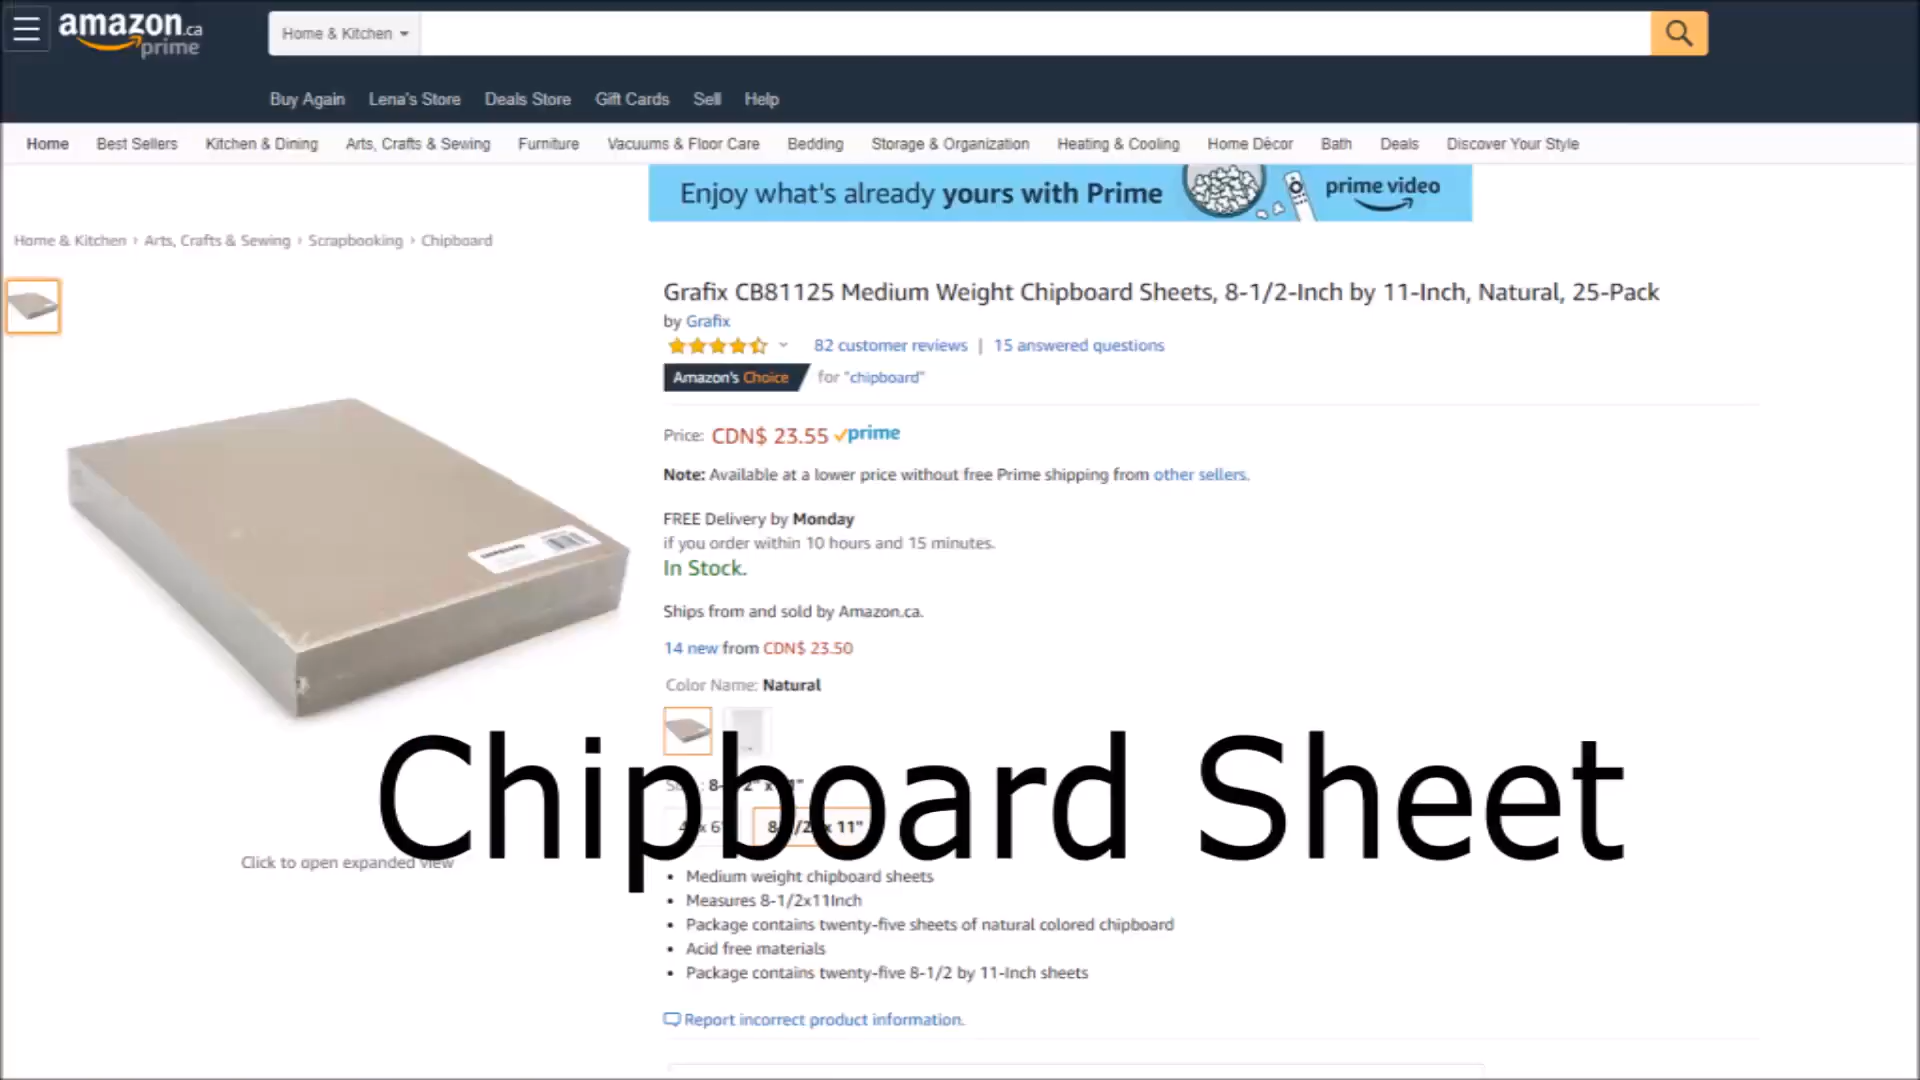 amazon.ca
prime
Home & Kitchen
Buy Again Lena's Store Deals Store Gift Cards Sell Help
Home Best Sellers Kitchen & Dining Arts, Crafts & Sewing Furniture Vacuums & Floor Care Bedding Storage & Organization Heating & Cooling Home Décor Bath Deals Discover Your Style
Enjoy what's already yours with Prime prime video
Home & Kitchen › Arts, Crafts & Sewing › Scrapbooking › Chipboard
Grafix CB81125 Medium Weight Chipboard Sheets, 8-1/2-Inch by 11-Inch, Natural, 25-Pack
by Grafix
82 customer reviews | 15 answered questions
Amazon's Choice for "chipboard"
Price: CDN$ 23.55 prime
Note: Available at a lower price without free Prime shipping from other sellers.
FREE Delivery by Monday
if you order within 10 hours and 15 minutes.
In Stock.
Ships from and sold by Amazon.ca.
14 new from CDN$ 23.50
Color Name: Natural
Chipboard Sheet
Click to open expanded view
• Medium weight chipboard sheets
• Measures 8-1/2x11Inch
• Package contains twenty-five sheets of natural colored chipboard
• Acid free materials
• Package contains twenty-five 8-1/2 by 11-Inch sheets
Report incorrect product information.